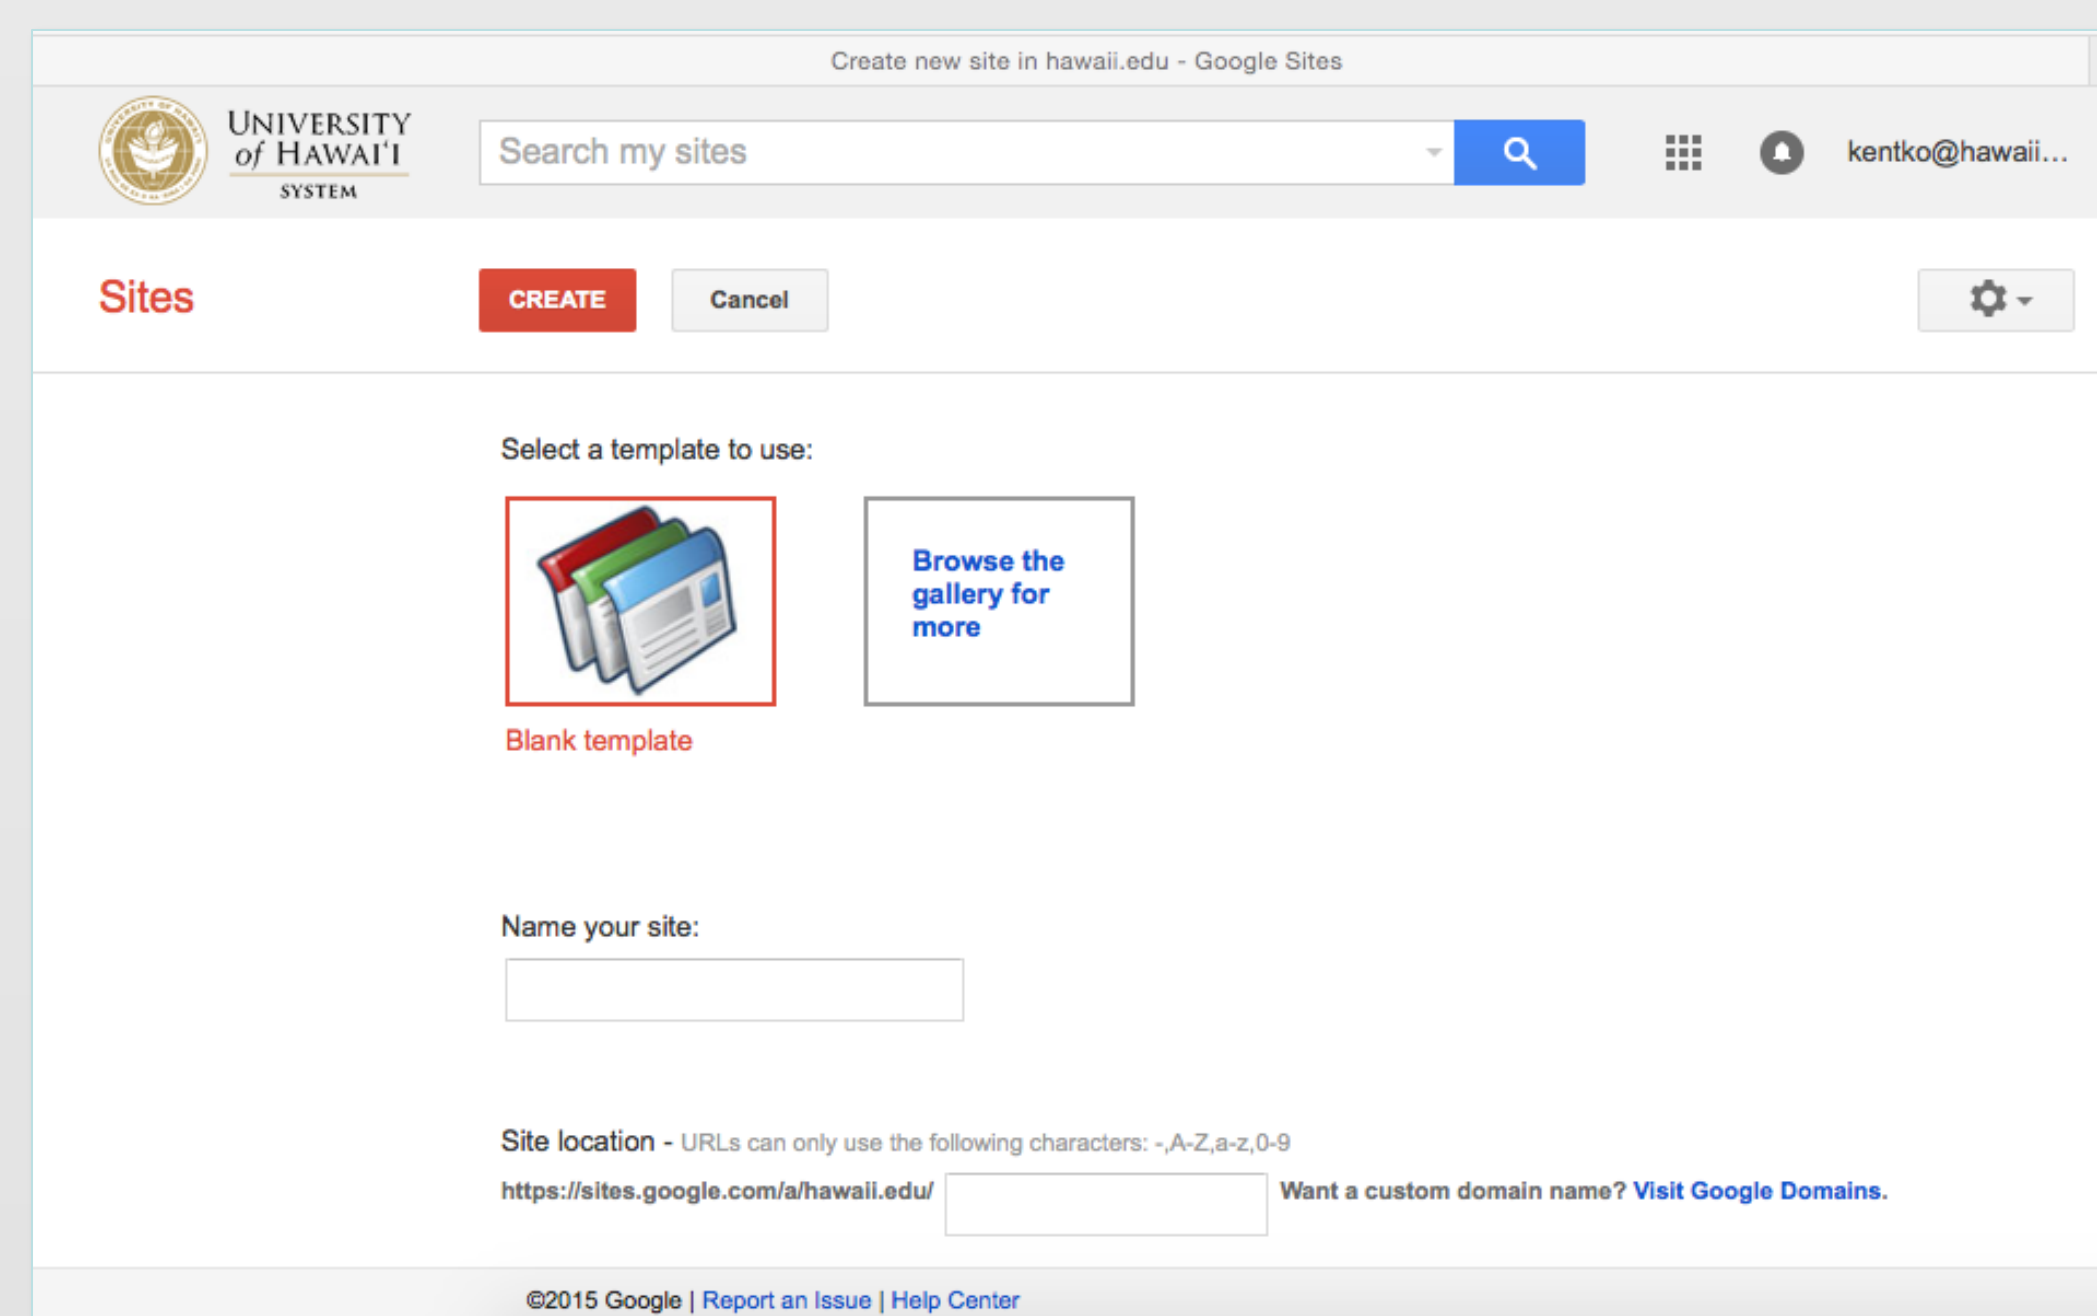 Create new site in hawaii.edu - Google Sites
UNIVERSITY
of HAWAIʻI
SYSTEM
Search my sites
kentko@hawaii...
Sites
CREATE
Cancel
Select a template to use:
Browse the
gallery for
more
Blank template
Name your site:
Site location - URLs can only use the following characters: -,A-Z,a-z,0-9
https://sites.google.com/a/hawaii.edu/
Want a custom domain name? Visit Google Domains.
©2015 Google | Report an Issue | Help Center